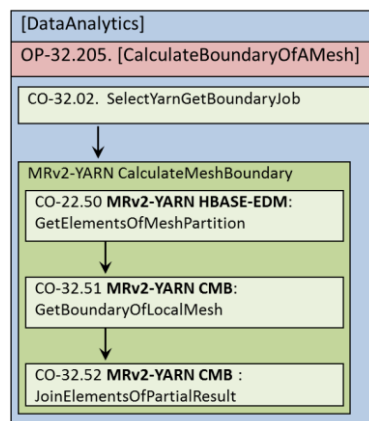 [DataAnalytics]
OP-32.205. [CalculateBoundaryOfAMesh]
CO-32.02. SelectYarnGetBoundaryJob
MRv2-YARN CalculateMeshBoundary
CO-22.50 MRv2-YARN HBASE-EDM:
GetElementsOfMeshPartition
CO-32.51 MRv2-YARN CMB:
GetBoundaryOfLocalMesh
CO-32.52 MRv2-YARN CMB :
JoinElementsOfPartialResult